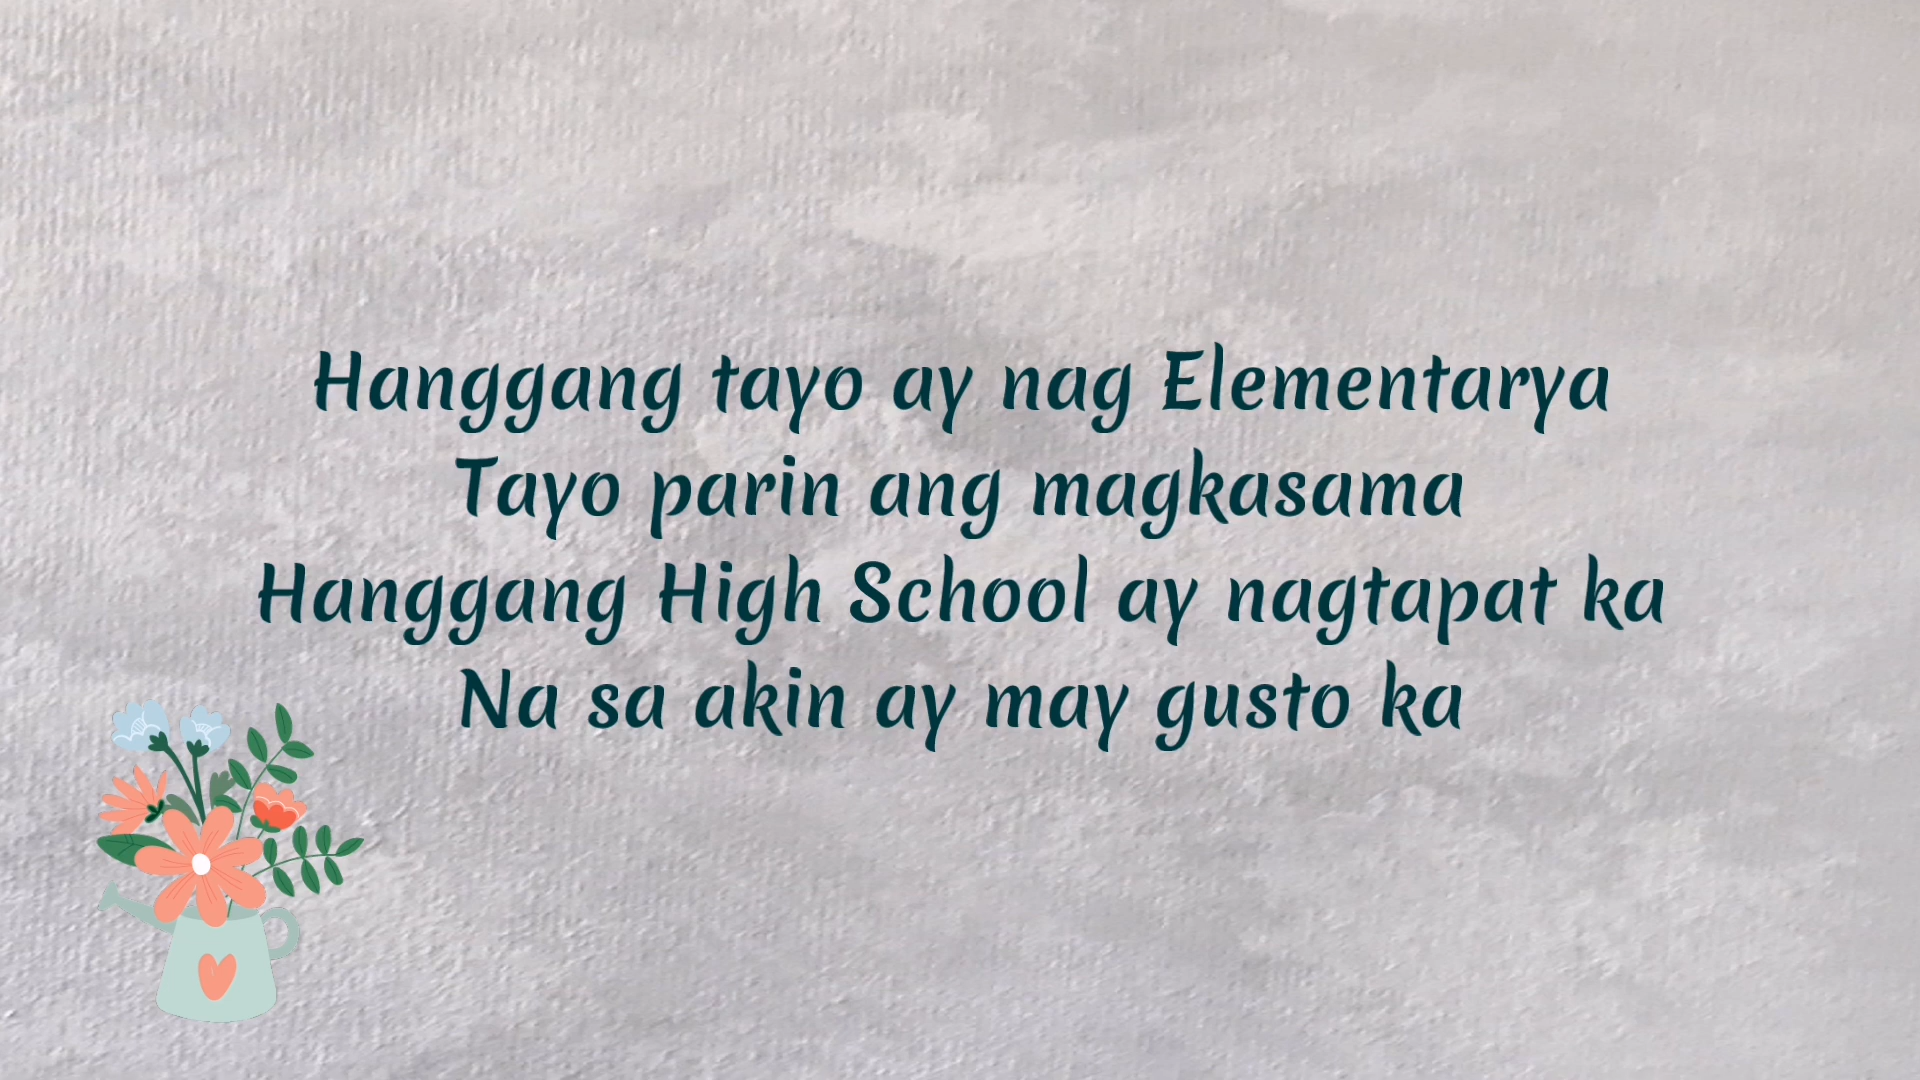 Hanggang tayo ay nag Elementarya
Tayo parin ang magkasama
Hanggang High School ay nagtapat ka
Na sa akin ay may gusto ka